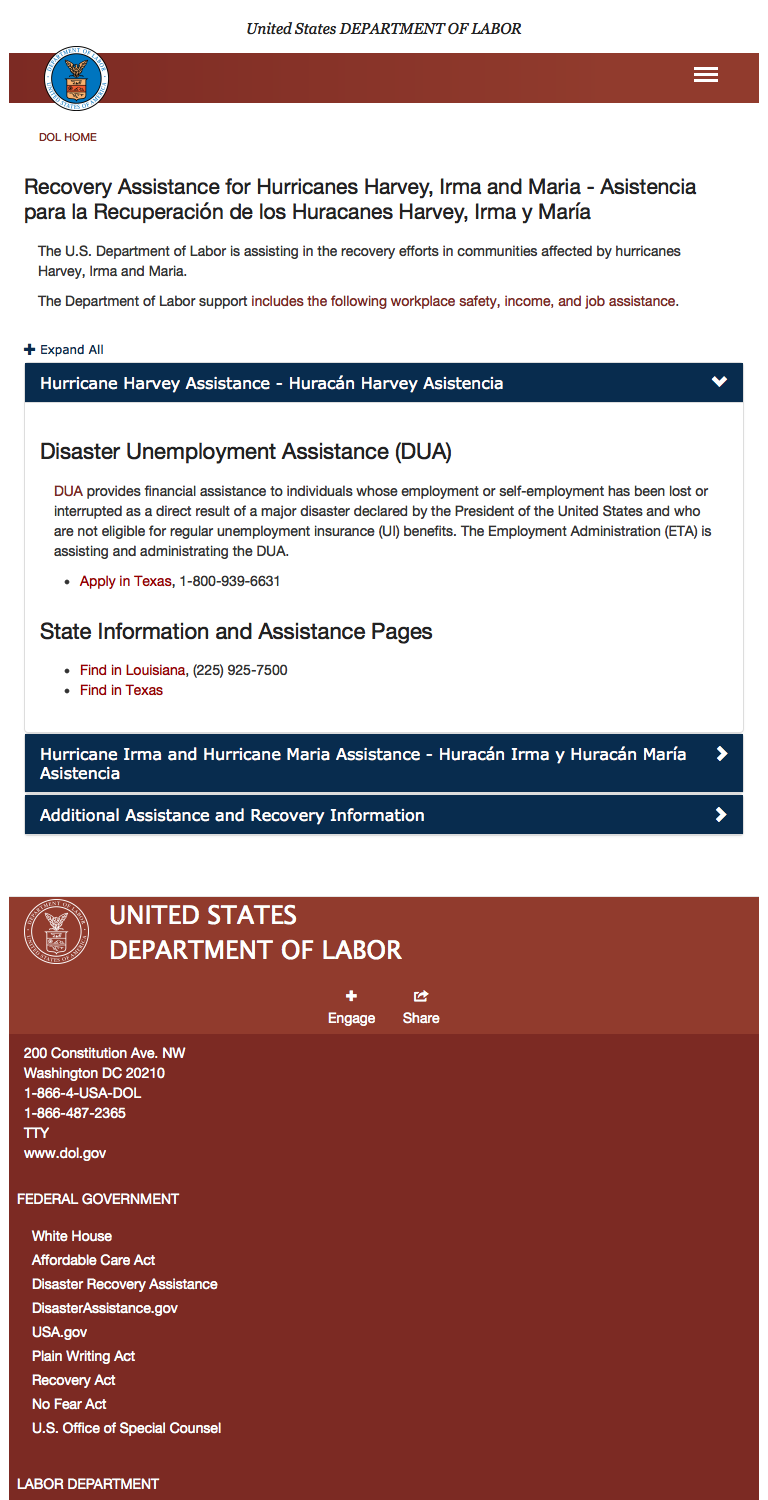 United States DEPARTMENT OF LABOR
DOL HOME
Recovery Assistance for Hurricanes Harvey, Irma and Maria - Asistencia
para la Recuperación de los Huracanes Harvey, Irma y María
The U.S. Department of Labor is assisting in the recovery efforts in communities affected by hurricanes
Harvey, Irma and Maria.
The Department of Labor support includes the following workplace safety, income, and job assistance.
Expand All
Hurricane Harvey Assistance - Huracán Harvey Asistencia
Disaster Unemployment Assistance (DUA)
DUA provides financial assistance to individuals whose employment or self-employment has been lost or
interrupted as a direct result of a major disaster declared by the President of the United States and who
are not eligible for regular unemployment insurance (UI) benefits. The Employment Administration (ETA) is
assisting and administrating the DUA.
• Apply in Texas, 1-800-939-6631
State Information and Assistance Pages
• Find in Louisiana, (225) 925-7500
• Find in Texas
Hurricane Irma and Hurricane Maria Assistance - Huracán Irma y Huracán María
Asistencia
Additional Assistance and Recovery Information
DEPARTMENT OF LABOR
UNITED STATES OF AMERICA
UNITED STATES
DEPARTMENT OF LABOR
Engage Share
200 Constitution Ave. NW
Washington DC 20210
1-866-4-USA-DOL
1-866-487-2365
TTY
www.dol.gov
FEDERAL GOVERNMENT
White House
Affordable Care Act
Disaster Recovery Assistance
DisasterAssistance.gov
USA.gov
Plain Writing Act
Recovery Act
No Fear Act
U.S. Office of Special Counsel
LABOR DEPARTMENT